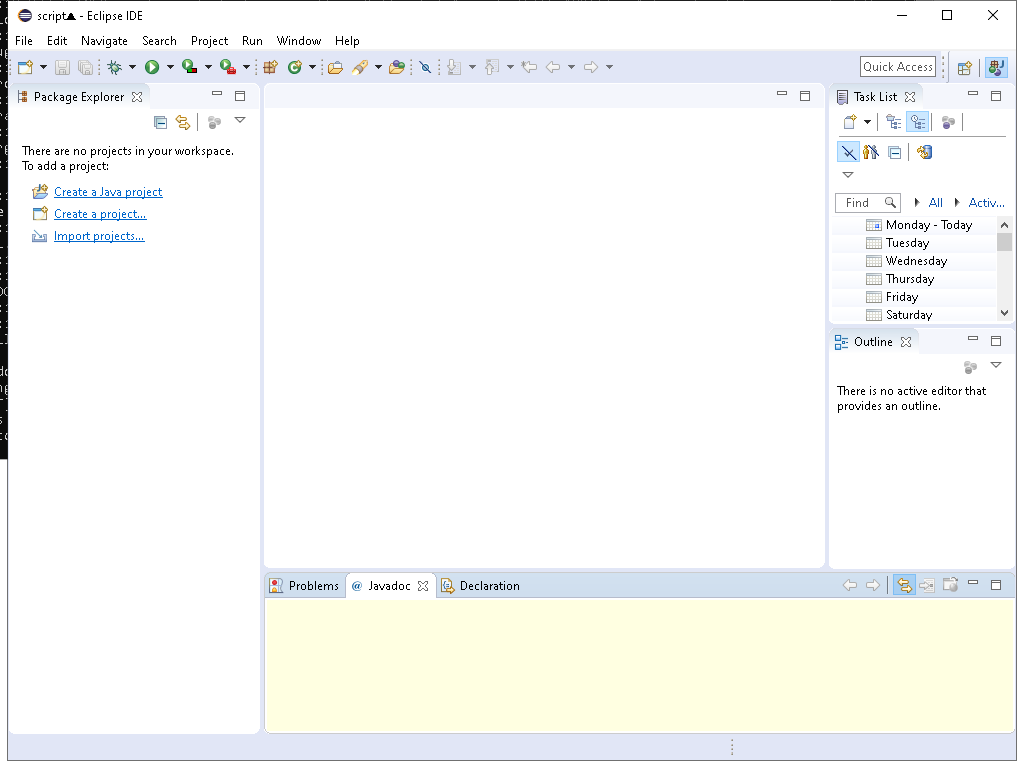 script▲ - Eclipse IDE
File Edit Navigate Search Project Run Window Help
Quick Access
Package Explorer
There are no projects in your workspace.
To add a project:
Create a Java project
Create a project...
Import projects...
Task List
Find All Activ...
Monday - Today
Tuesday
Wednesday
Thursday
Friday
Saturday
Outline
There is no active editor that
provides an outline.
Problems @ Javadoc Declaration